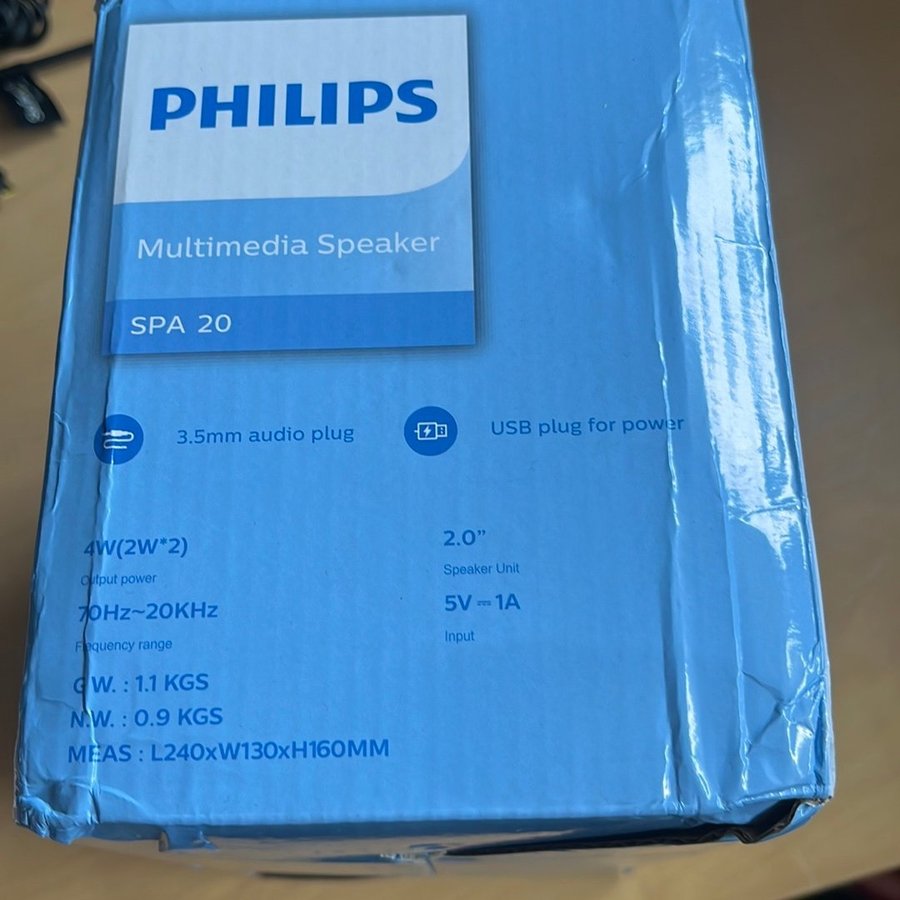 PHILIPS
Multimedia Speaker
SPA 20
3.5mm audio plug
USB plug for power
4W(2W*2)
Output power
2.0”
Speaker Unit
70Hz~20KHz
Frequency range
5V⎓1A
Input
G.W. : 1.1 KGS
N.W. : 0.9 KGS
MEAS : L240xW130xH160MM